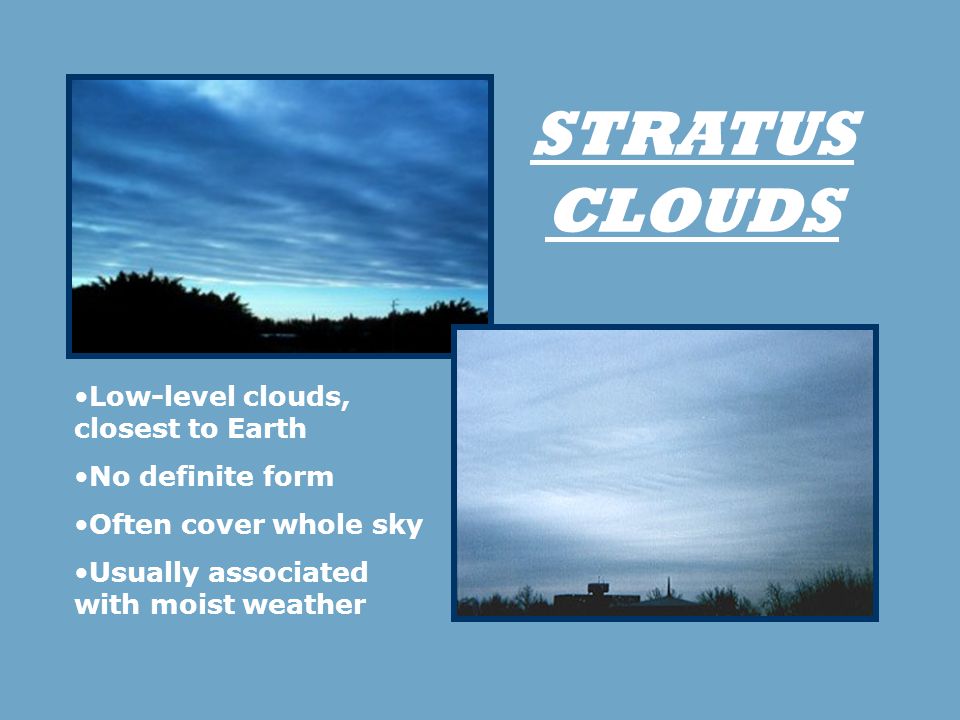 STRATUS
CLOUDS
•Low-level clouds,
closest to Earth
•No definite form
•Often cover whole sky
•Usually associated
with moist weather